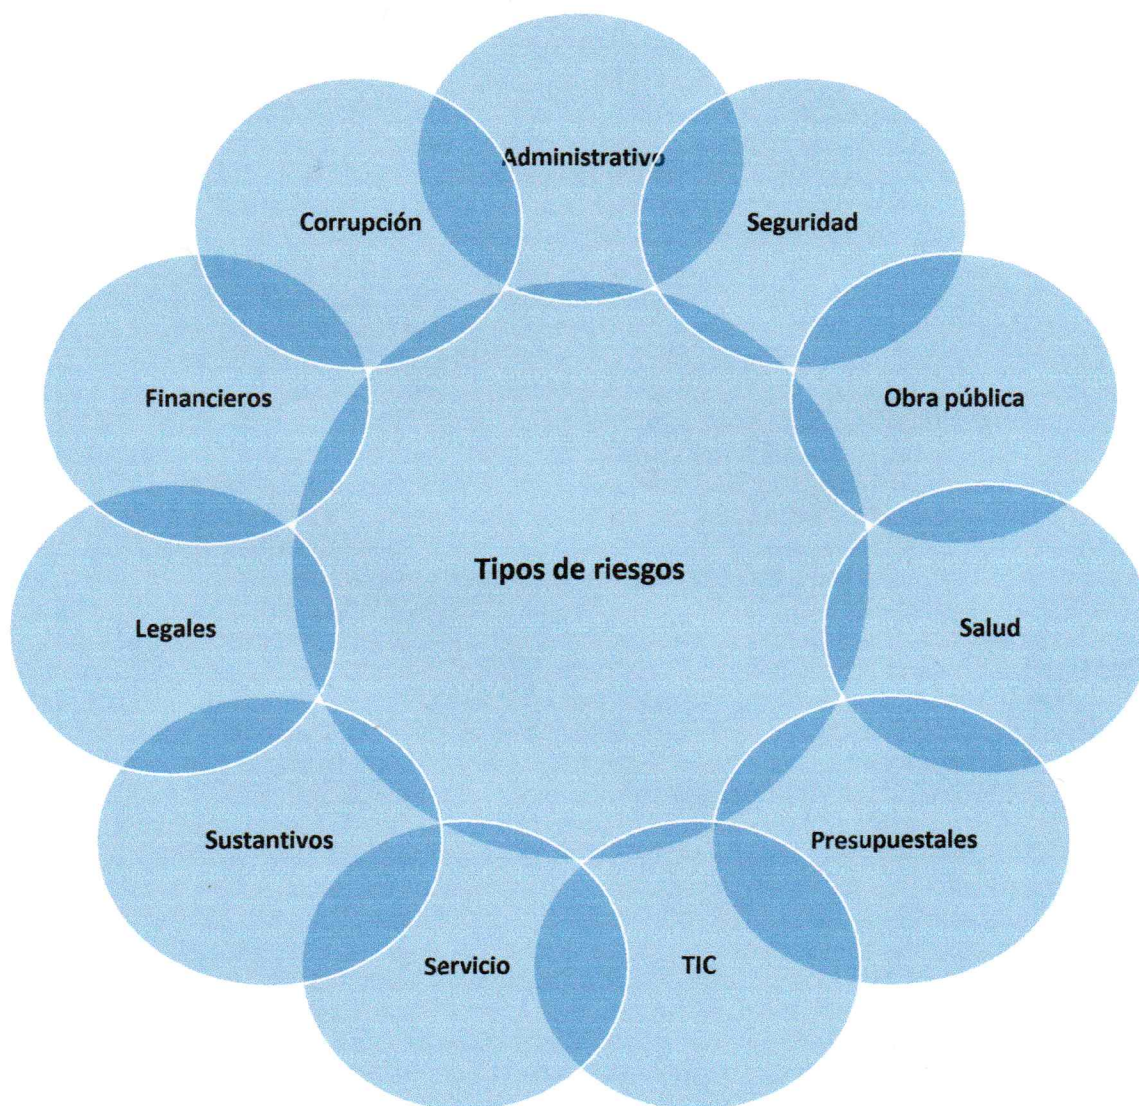 Administrativo
Corrupción
Seguridad
Financieros
Obra pública
Tipos de riesgos
Legales
Salud
Sustantivos
Presupuestales
Servicio
TIC